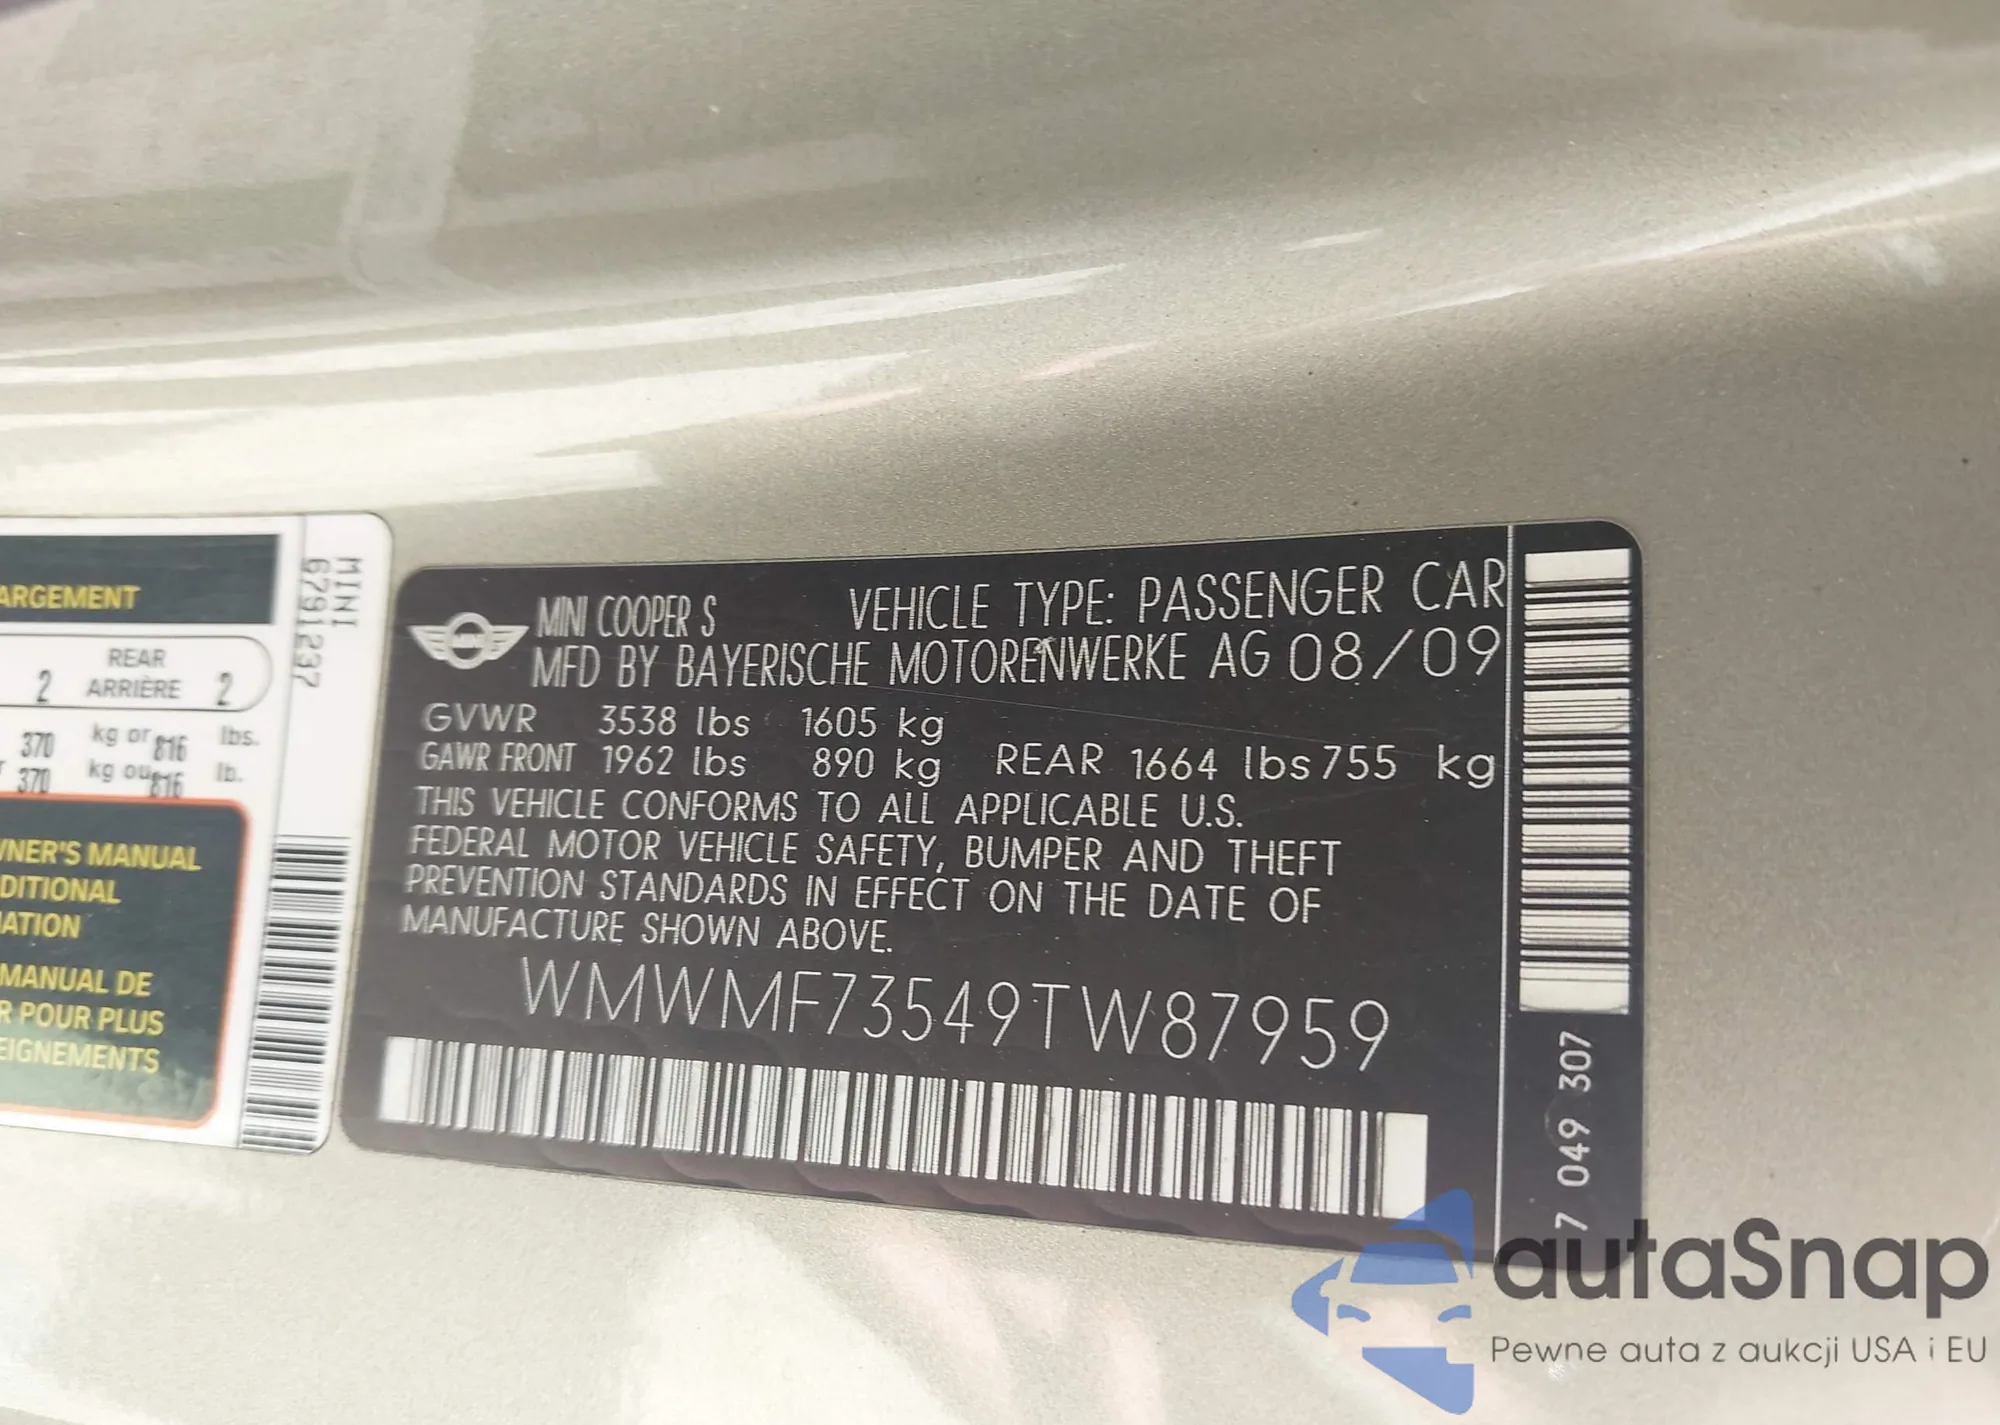 ARGEMENT
REAR
2 ARRIÈRE 2
370 kg or 816 lbs.
370 kg ou 816 lb.
NER'S MANUAL
DITIONAL
ATION
MANUAL DE
R POUR PLUS
EIGNEMENTS
MINI
6791237
MINI COOPER S VEHICLE TYPE: PASSENGER CAR
MFD BY BAYERISCHE MOTORENWERKE AG 08/09
GVWR 3538 lbs 1605 kg
GAWR FRONT 1962 lbs 890 kg REAR 1664 lbs 755 kg
THIS VEHICLE CONFORMS TO ALL APPLICABLE U.S.
FEDERAL MOTOR VEHICLE SAFETY, BUMPER AND THEFT
PREVENTION STANDARDS IN EFFECT ON THE DATE OF
MANUFACTURE SHOWN ABOVE.
WMWMF73549TW87959
7 049 307
autaSnap
Pewne auta z aukcji USA i EU